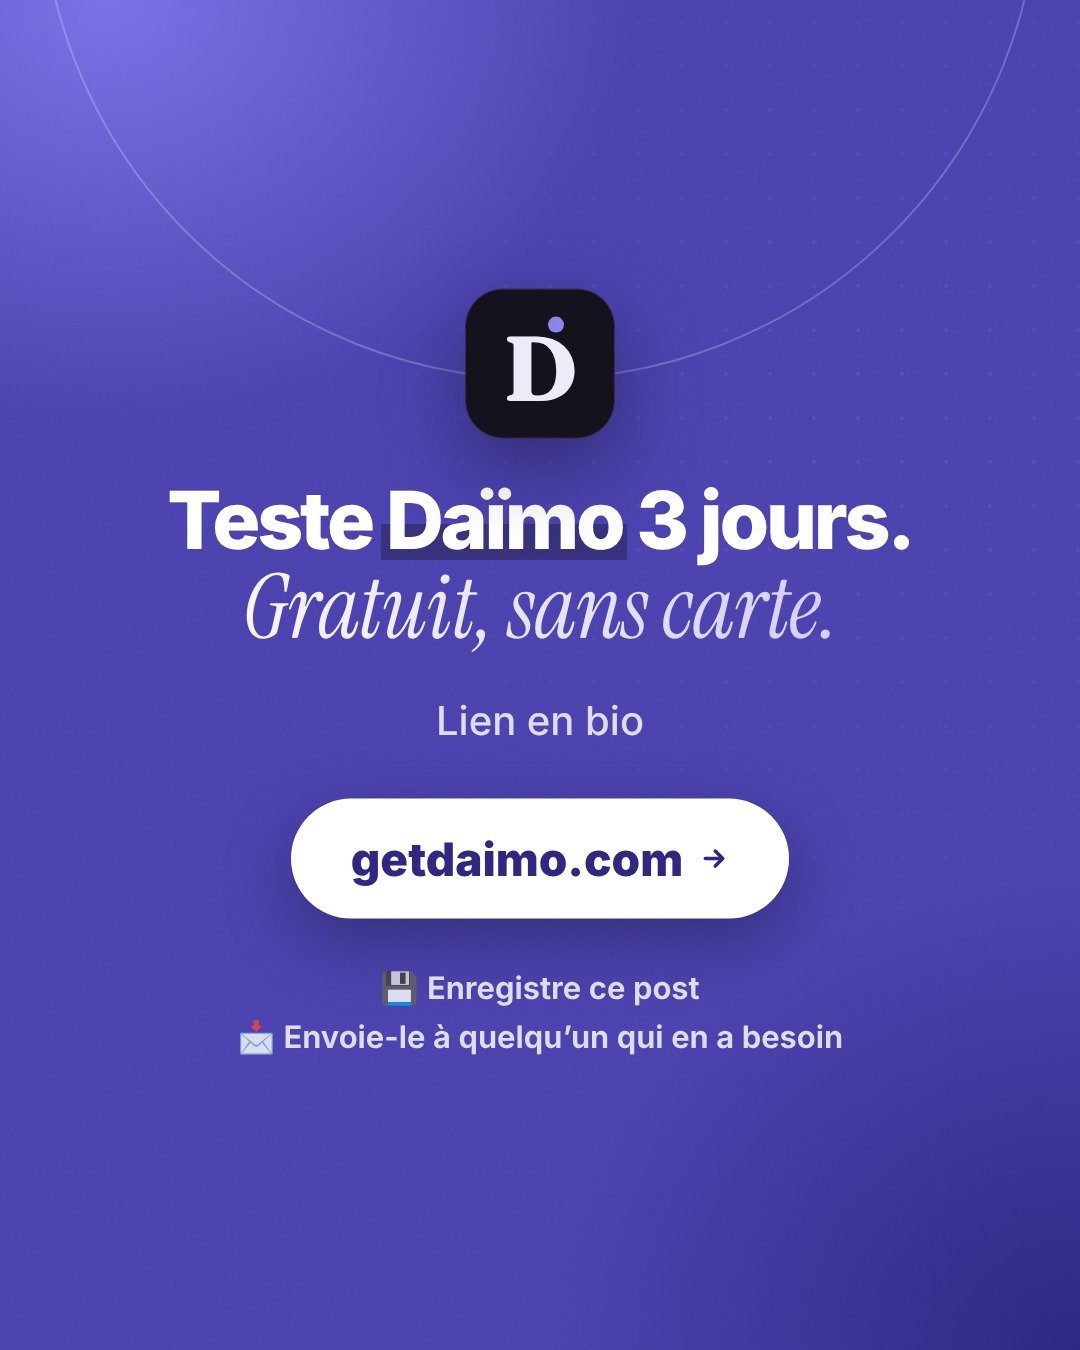 D
Teste Daïmo 3 jours.
Gratuit, sans carte.
Lien en bio
getdaimo.com →
💾 Enregistre ce post
📩 Envoie-le à quelqu’un qui en a besoin